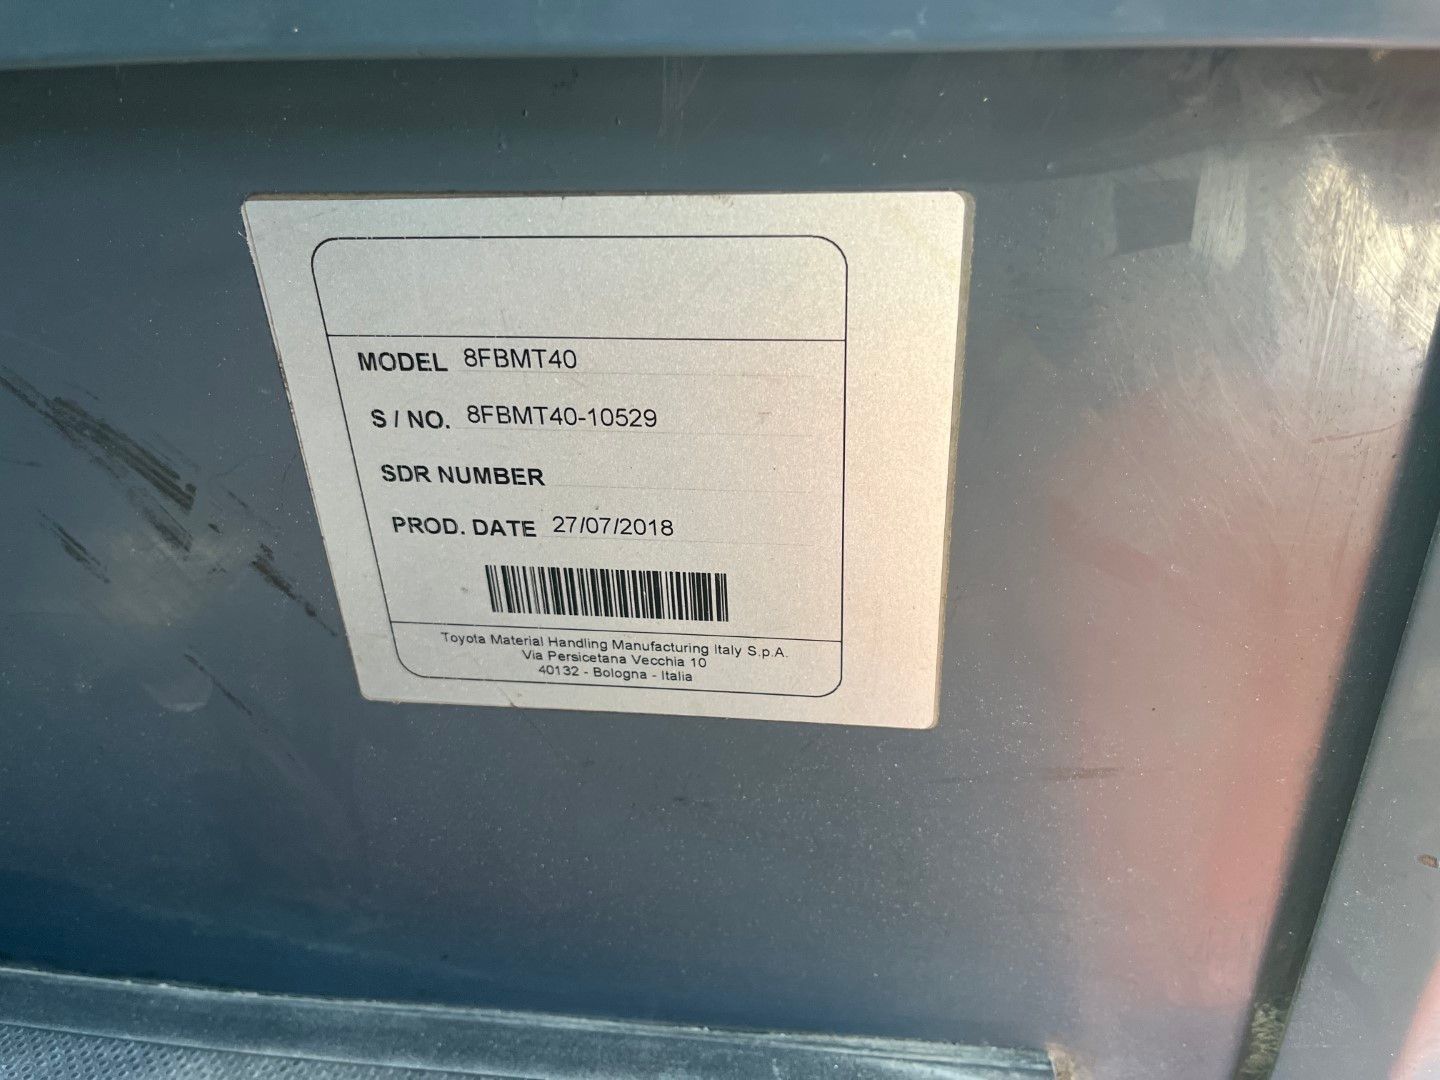 MODEL 8FBMT40
S / NO. 8FBMT40-10529
SDR NUMBER
PROD. DATE 27/07/2018
Toyota Material Handling Manufacturing Italy S.p.A.
Via Persicetana Vecchia 10
40132 - Bologna - Italia